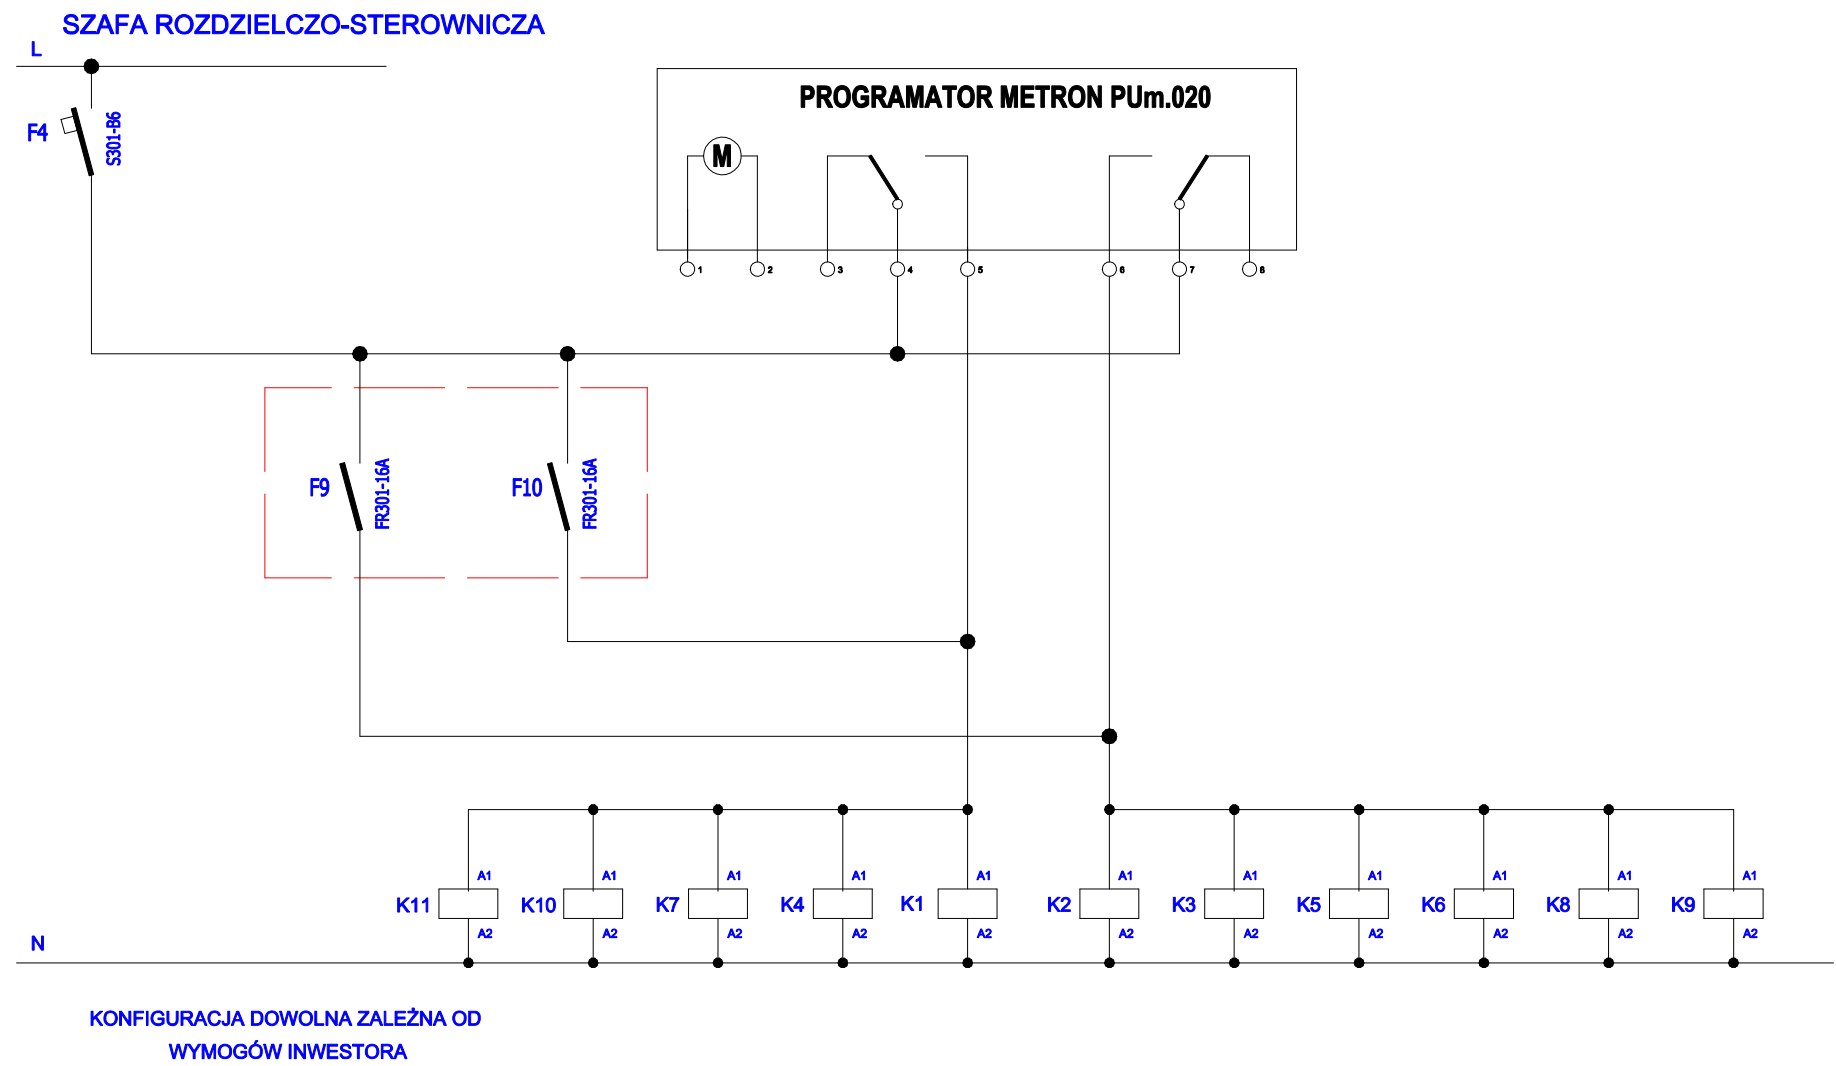 SZAFA ROZDZIELCZO-STEROWNICZA
L
PROGRAMATOR METRON PUm.020
F4
S301-B6
M
1
2
3
4
5
6
7
8
F9
FR301-16A
F10
FR301-16A
A1
A1
A1
A1
A1
A1
A1
A1
A1
A1
A1
K11
K10
K7
K4
K1
K2
K3
K5
K6
K8
K9
A2
A2
A2
A2
A2
A2
A2
A2
A2
A2
A2
N
KONFIGURACJA DOWOLNA ZALEŻNA OD
WYMOGÓW INWESTORA